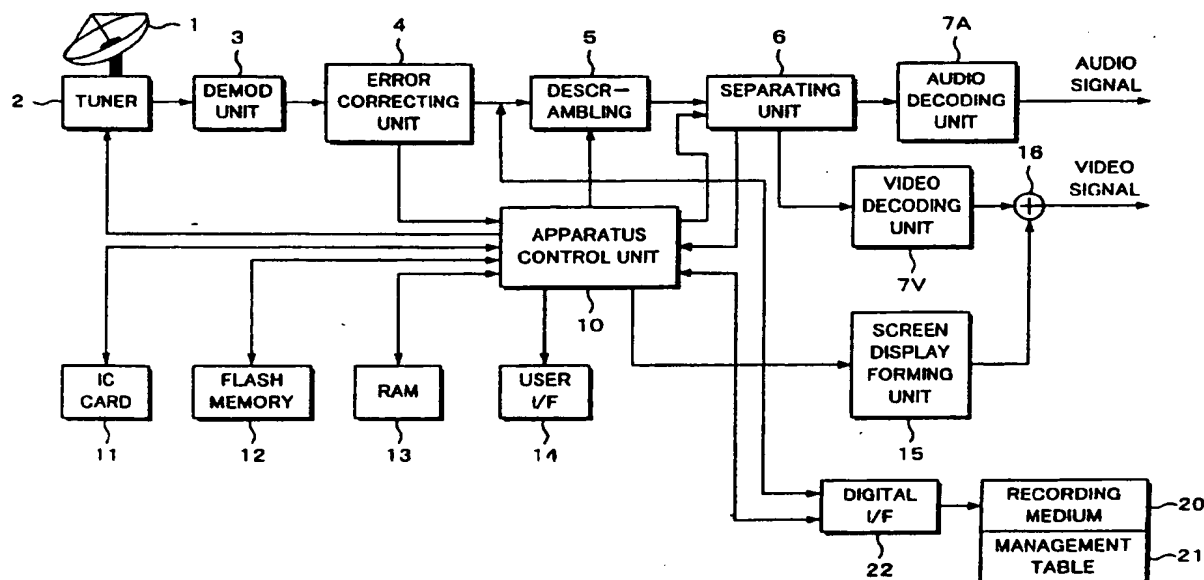 1
2
TUNER
3
DEMOD
UNIT
4
ERROR
CORRECTING
UNIT
5
DESCR-
AMBLING
6
SEPARATING
UNIT
7A
AUDIO
DECODING
UNIT
AUDIO
SIGNAL
16
VIDEO
SIGNAL
VIDEO
DECODING
UNIT
7V
APPARATUS
CONTROL UNIT
10
SCREEN
DISPLAY
FORMING
UNIT
15
IC
CARD
11
FLASH
MEMORY
12
RAM
13
USER
I/F
14
DIGITAL
I/F
22
RECORDING
MEDIUM
20
MANAGEMENT
TABLE
21